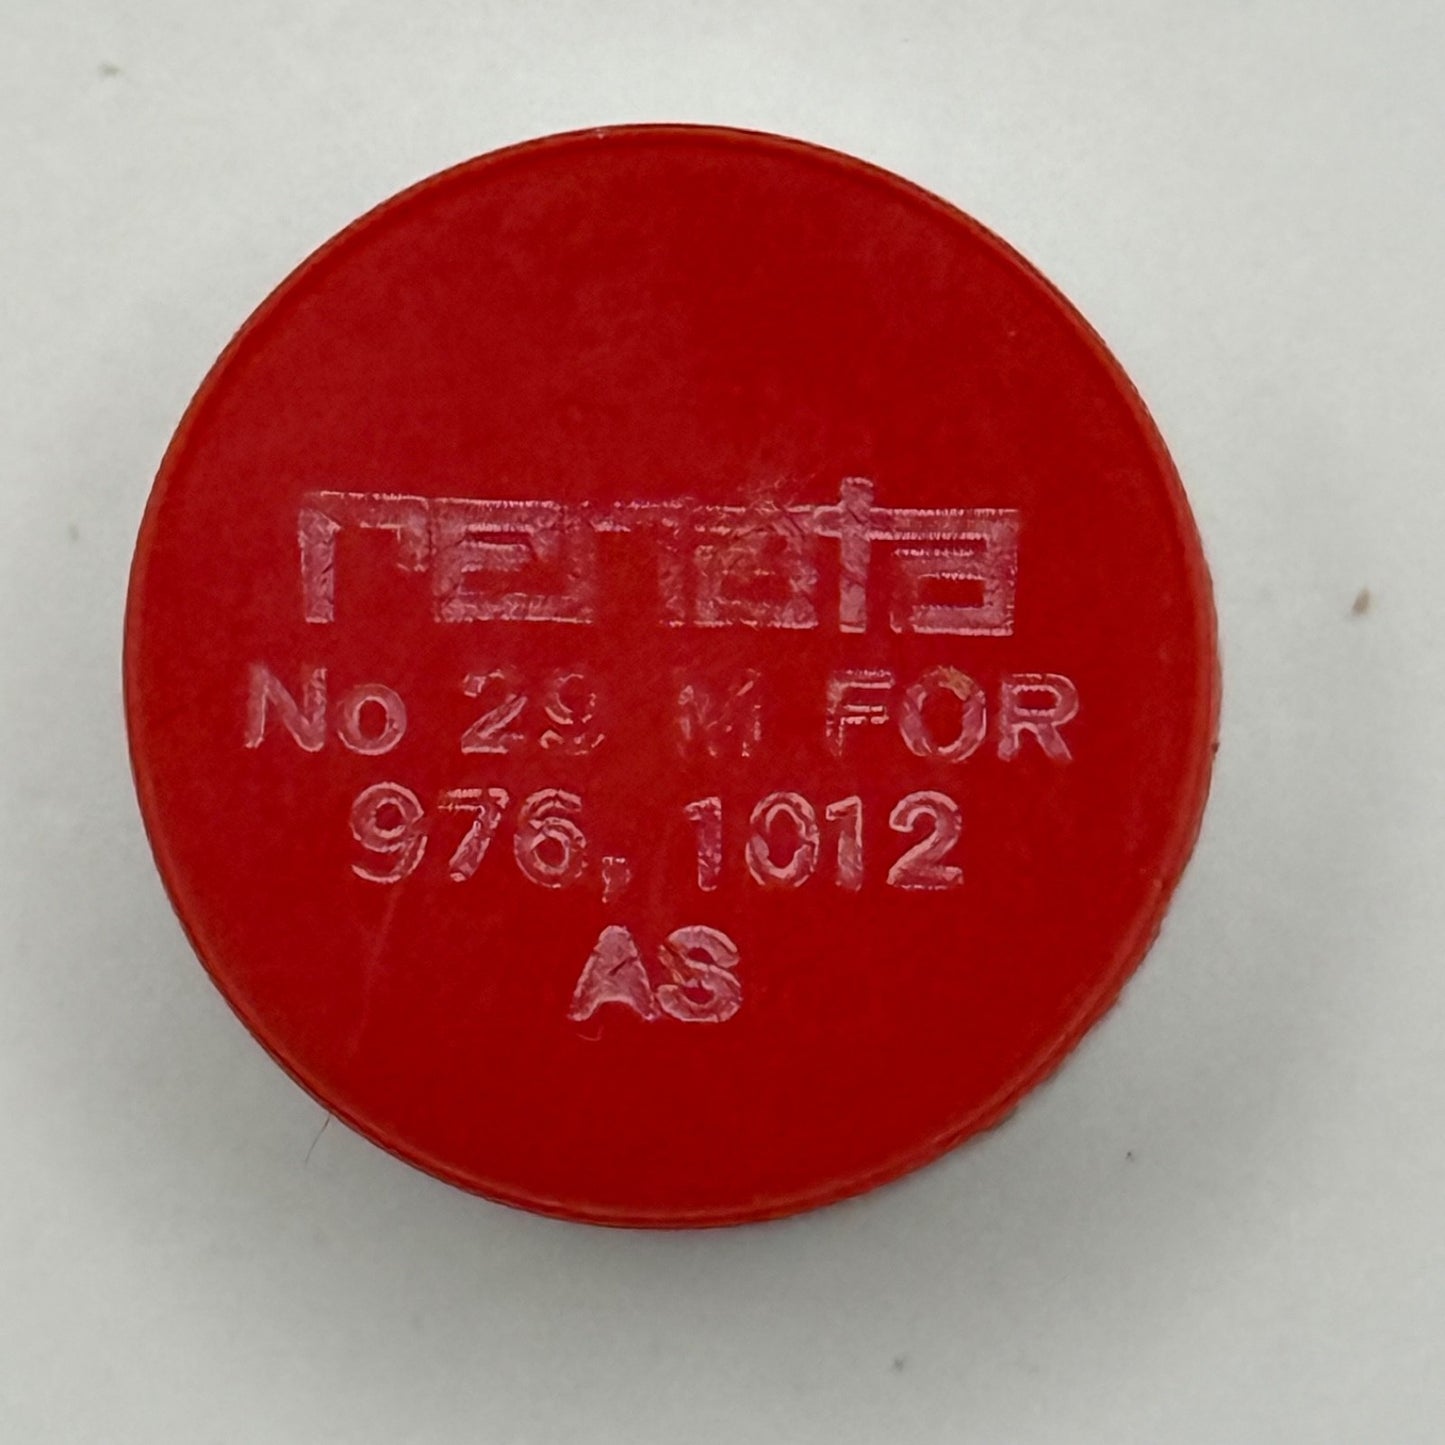 renata
No 29 M FOR
976, 1012
AS